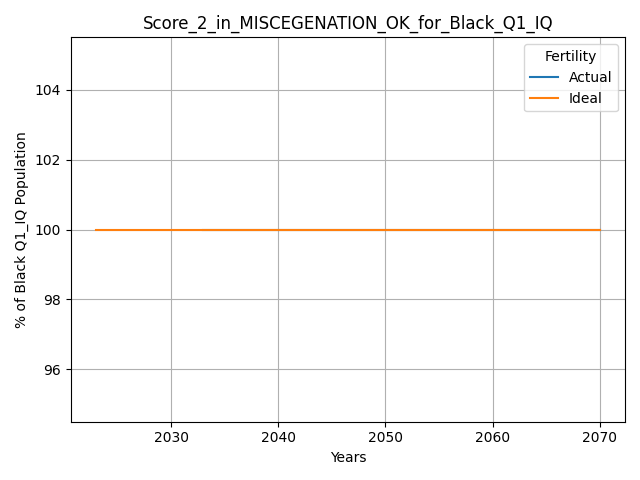 Score_2_in_MISCEGENATION_OK_for_Black_Q1_IQ
Fertility
Actual
Ideal
% of Black Q1_IQ Population
104
102
100
98
96
2030 2040 2050 2060 2070
Years